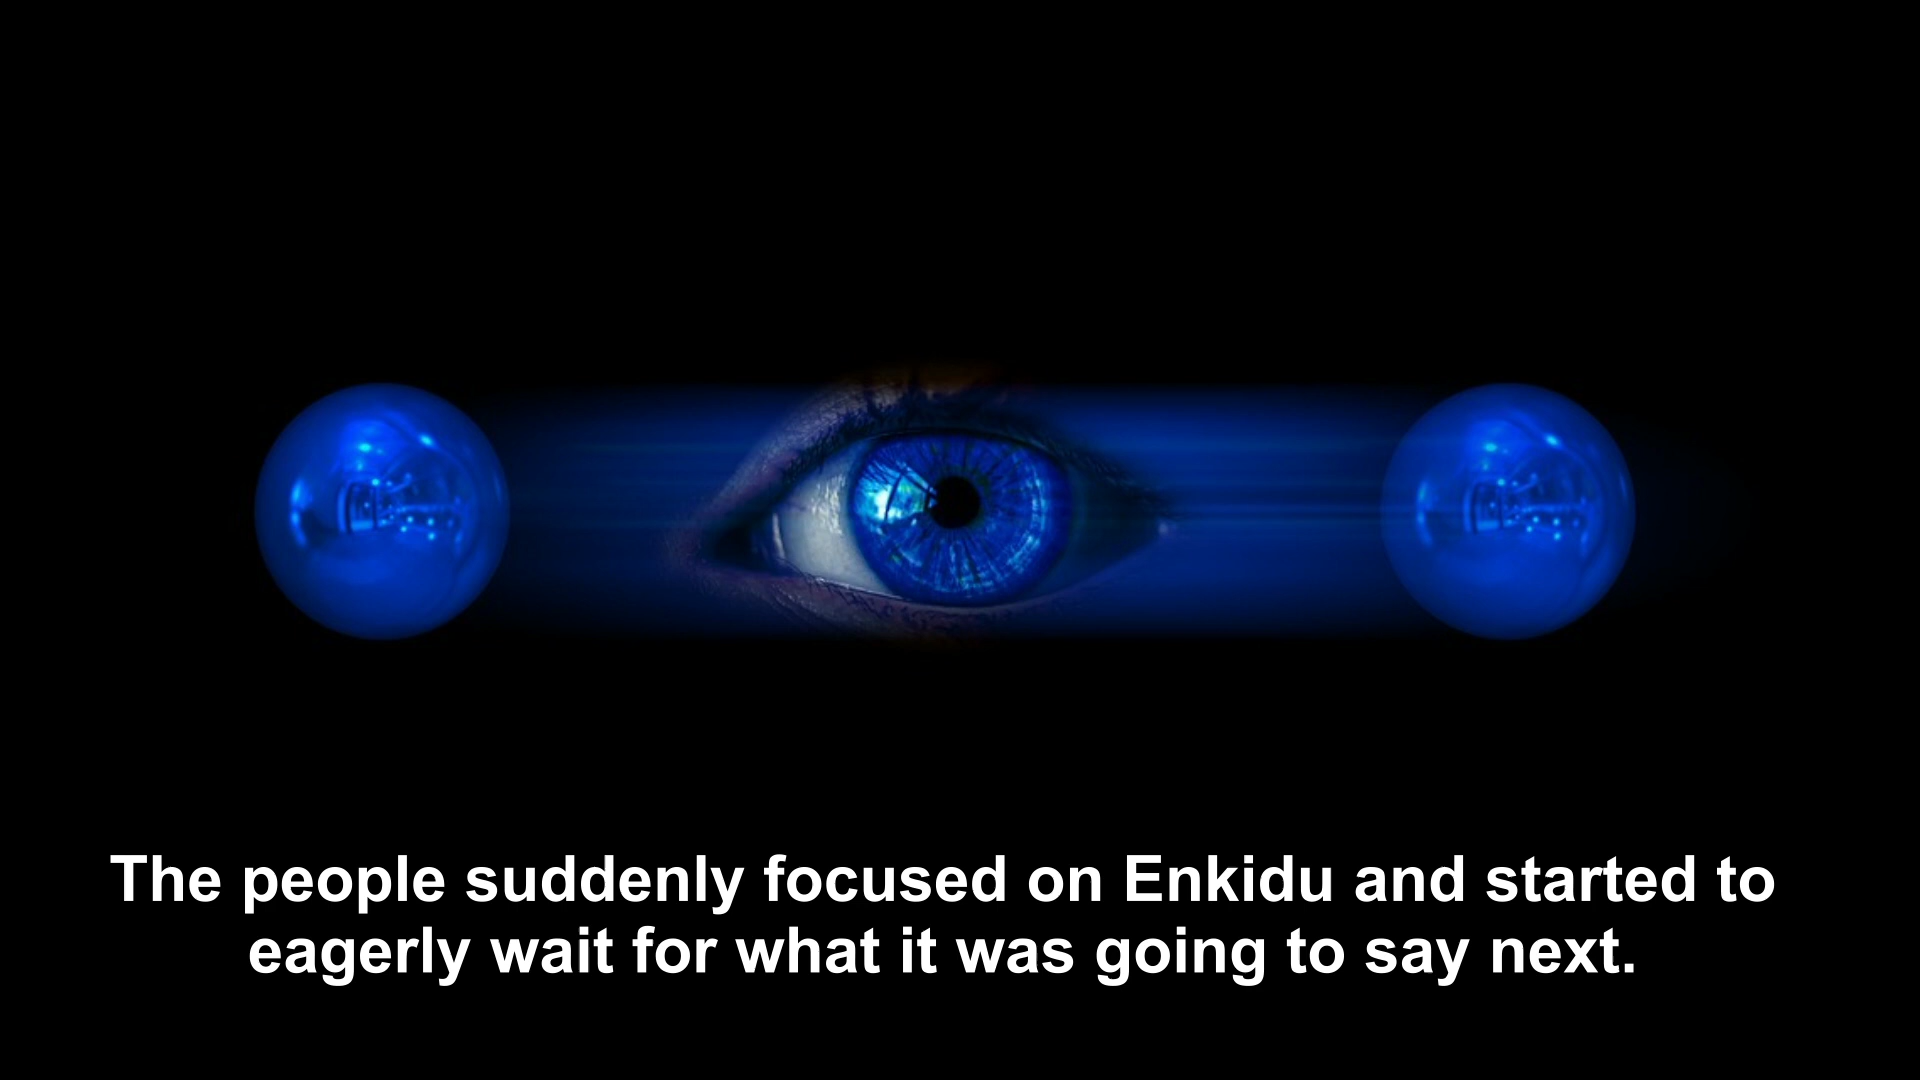 The people suddenly focused on Enkidu and started to
eagerly wait for what it was going to say next.